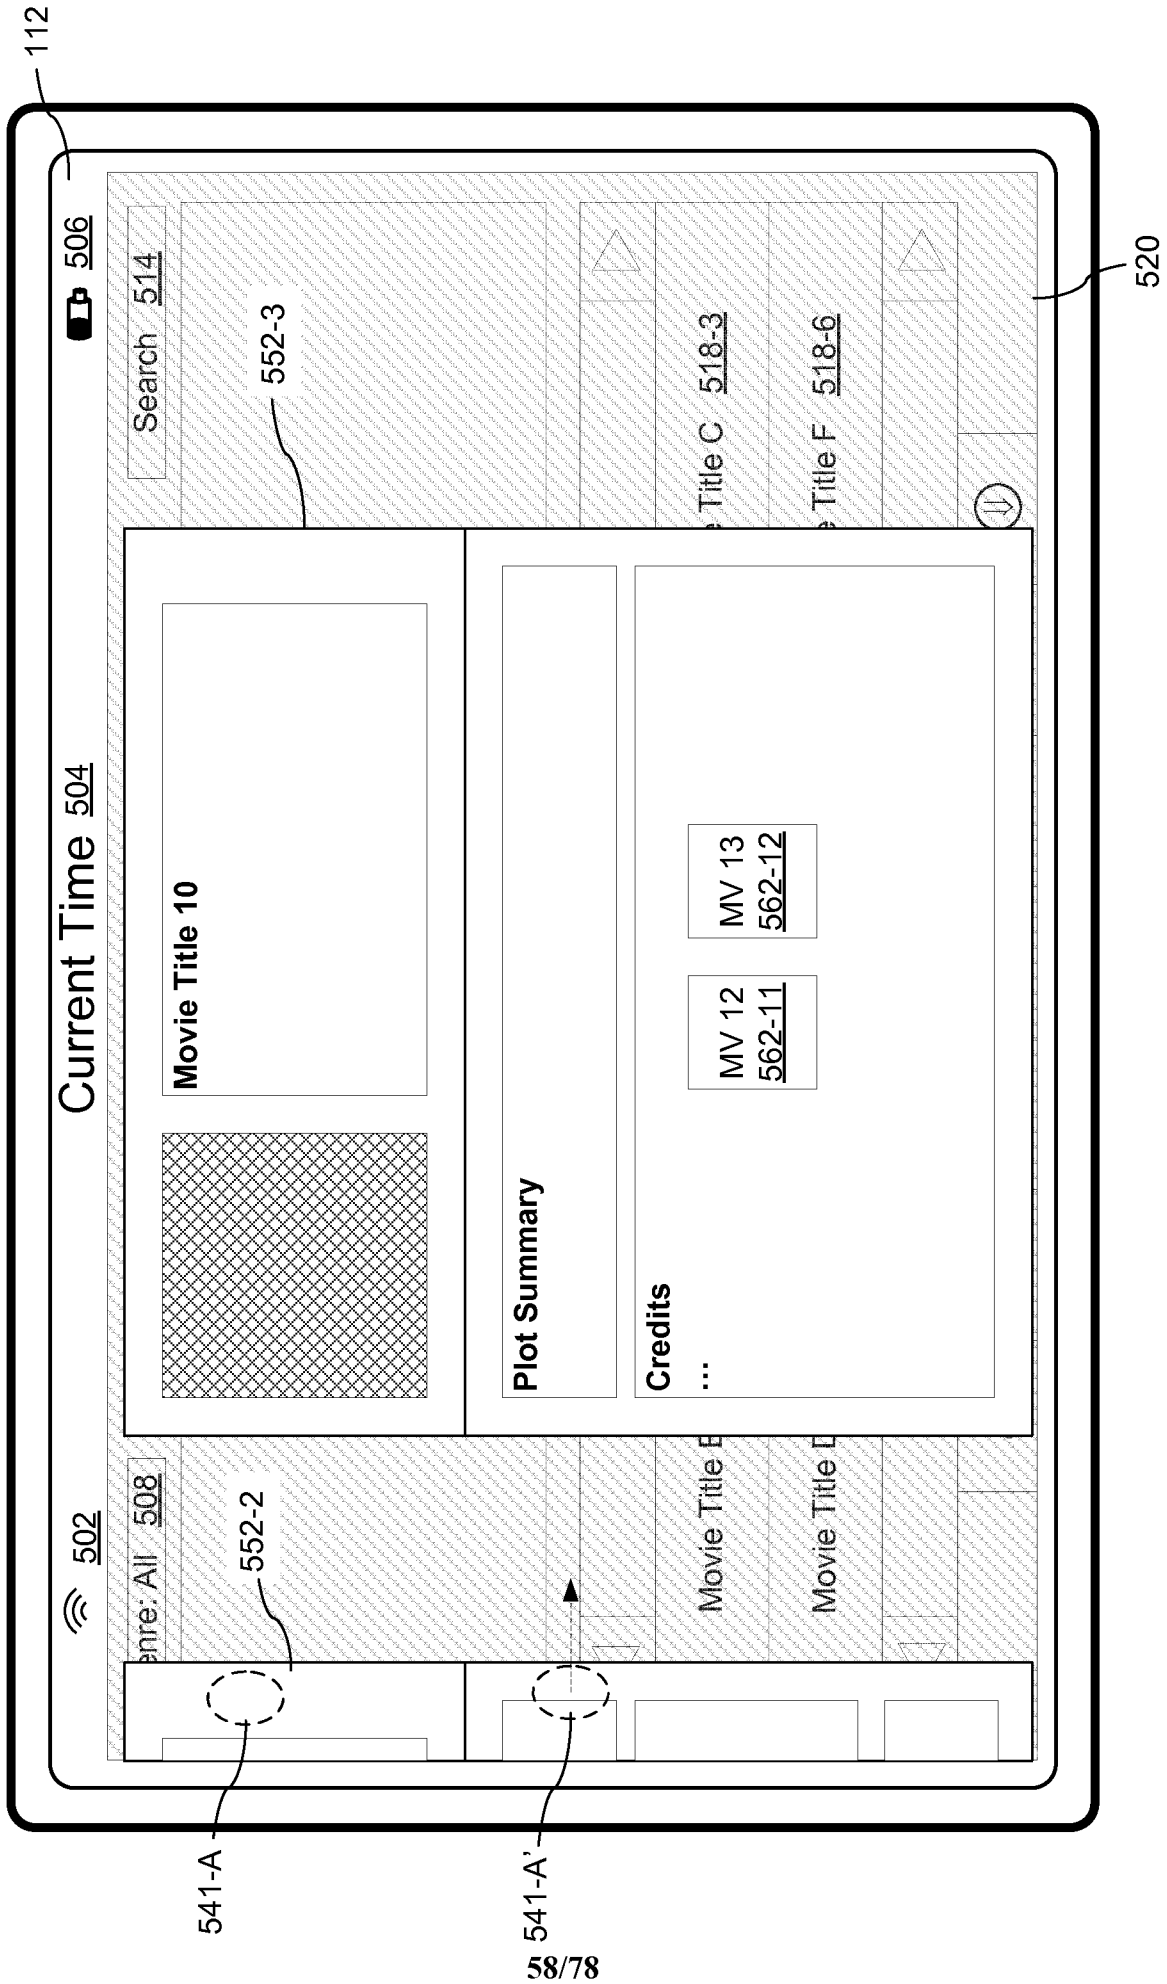 112
502
Current Time 504
506
enre: All 508
Search 514
552-2
552-3
541-A
541-A’
Movie Title 10
Plot Summary
Credits
...
MV 12
562-11
MV 13
562-12
Movie Title
Title C 518-3
Movie Title
Title F 518-6
520
58/78